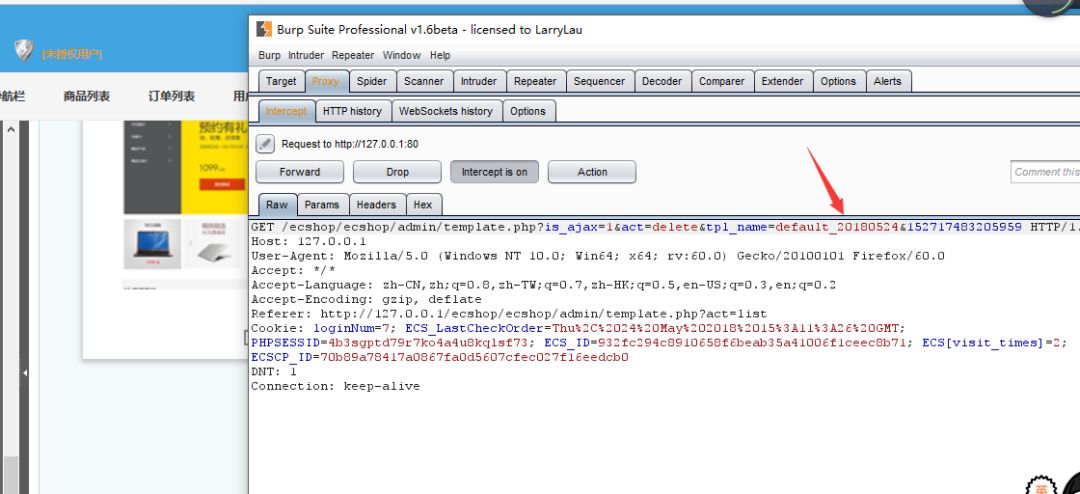 [未授权用户]
航栏 商品列表 订单列表 用户
预约有礼
1099
Burp Suite Professional v1.6beta - licensed to LarryLau
Burp Intruder Repeater Window Help
Target Proxy Spider Scanner Intruder Repeater Sequencer Decoder Comparer Extender Options Alerts
Intercept HTTP history WebSockets history Options
Request to http://127.0.0.1:80
Forward Drop Intercept is on Action Comment this
Raw Params Headers Hex
GET /ecshop/ecshop/admin/template.php?is_ajax=1&act=delete&tpl_name=default_20180524&152717483205959 HTTP/1.
Host: 127.0.0.1
User-Agent: Mozilla/5.0 (Windows NT 10.0; Win64; x64; rv:60.0) Gecko/20100101 Firefox/60.0
Accept: */*
Accept-Language: zh-CN,zh;q=0.8,zh-TW;q=0.7,zh-HK;q=0.5,en-US;q=0.3,en;q=0.2
Accept-Encoding: gzip, deflate
Referer: http://127.0.0.1/ecshop/ecshop/admin/template.php?act=list
Cookie: loginNum=7; ECS_LastCheckOrder=Thu%2C%2024%20May%202018%2015%3A11%3A26%20GMT;
PHPSESSID=4b3sgptd79r7ko4a4u8kqlsf73; ECS_ID=932fc294c8910658f6beab35a41006f1ceec8b71; ECS[visit_times]=2;
ECSCP_ID=70b89a78417a0867fa0d5607cfec027f16eedcb0
DNT: 1
Connection: keep-alive
英